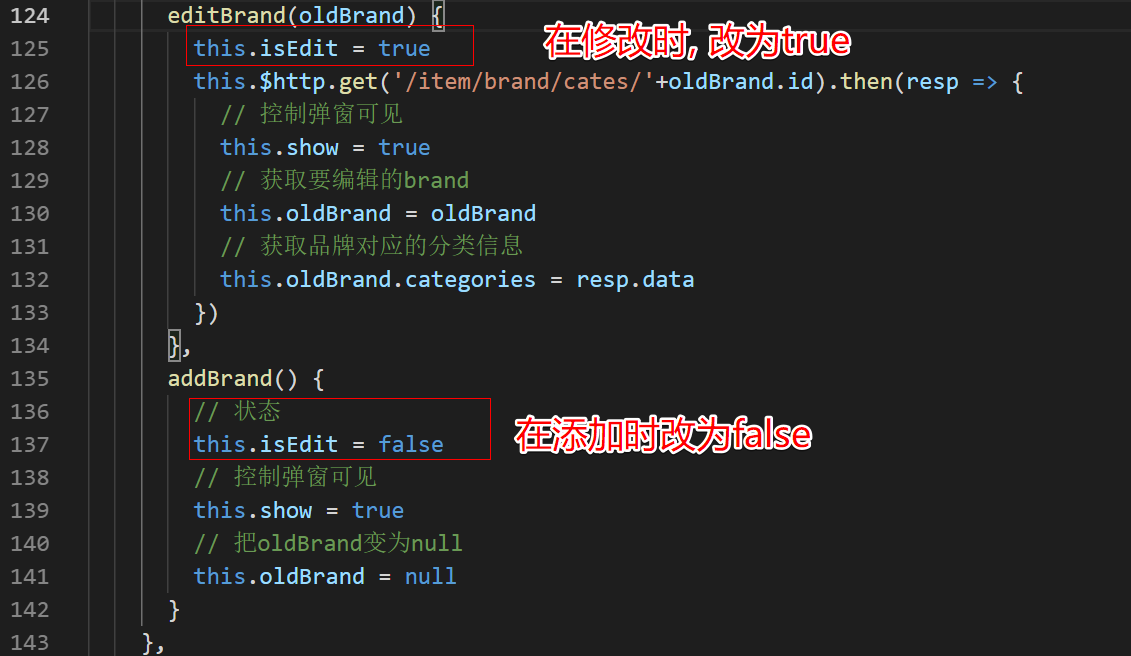 124 editBrand(oldBrand) {
125 this.isEdit = true
在修改时, 改为true
126 this.$http.get('/item/brand/cates/'+oldBrand.id).then(resp => {
127 // 控制弹窗可见
128 this.show = true
129 // 获取要编辑的brand
130 this.oldBrand = oldBrand
131 // 获取品牌对应的分类信息
132 this.oldBrand.categories = resp.data
133 })
134 },
135 addBrand() {
136 // 状态
137 this.isEdit = false
在添加时改为false
138 // 控制弹窗可见
139 this.show = true
140 // 把oldBrand变为null
141 this.oldBrand = null
142 }
143 },